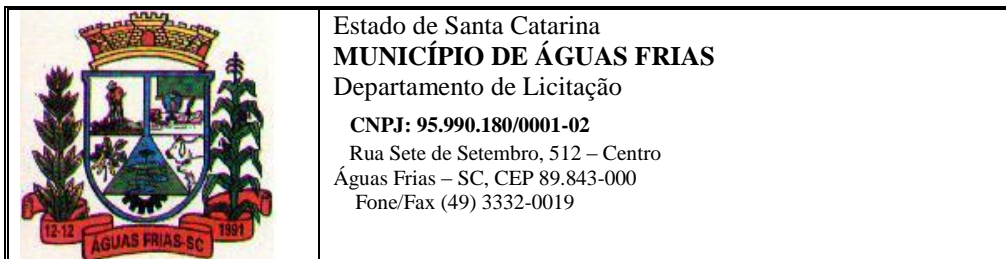 Estado de Santa Catarina
MUNICÍPIO DE ÁGUAS FRIAS
Departamento de Licitação
CNPJ: 95.990.180/0001-02
Rua Sete de Setembro, 512 – Centro
Águas Frias – SC, CEP 89.843-000
Fone/Fax (49) 3332-0019
12-12
ÁGUAS FRIAS-SC
1991